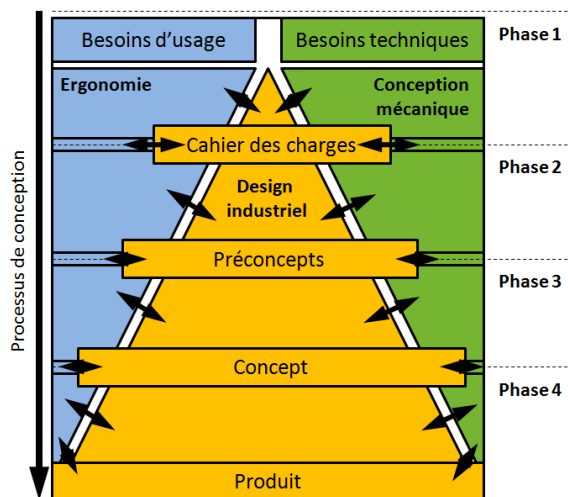 Besoins d’usage
Besoins techniques
Phase 1
Ergonomie
Conception
mécanique
Cahier des charges
Phase 2
Design
industriel
Processus de conception
Préconcepts
Phase 3
Concept
Phase 4
Produit